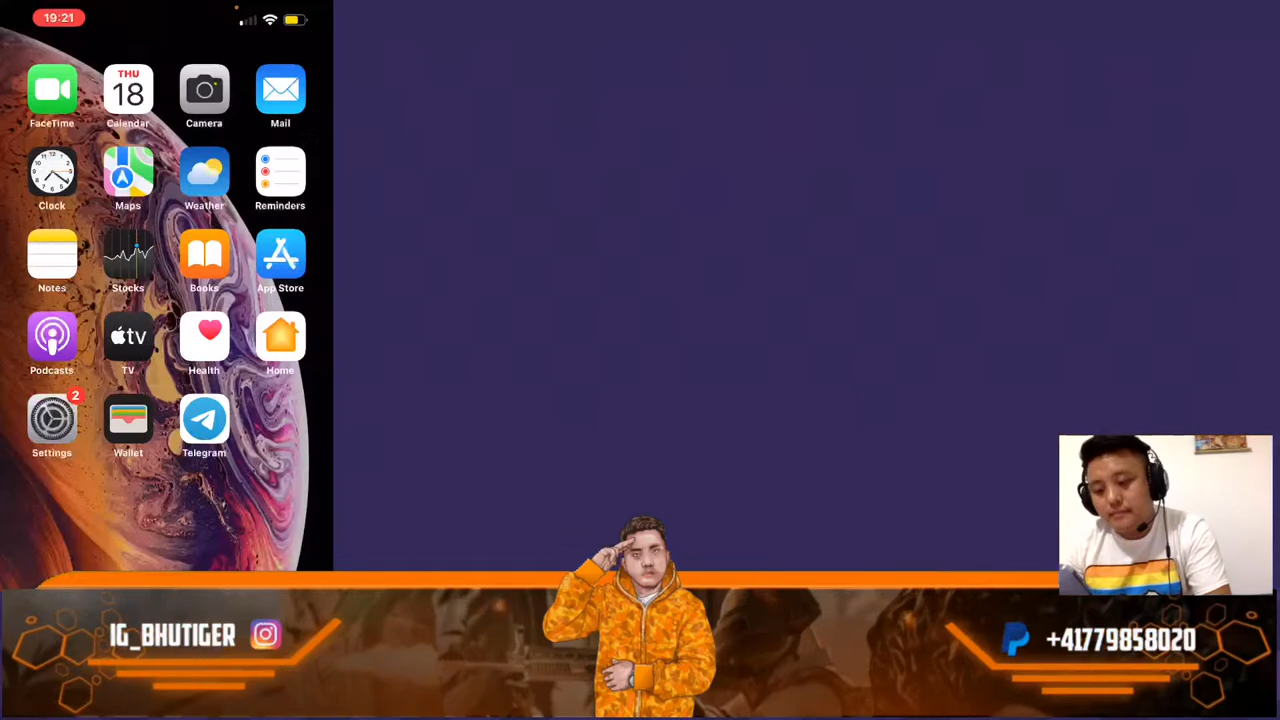 19:21
THU
18
FaceTime Calendar Camera Mail
Clock Maps Weather Reminders
Notes Stocks Books App Store
tv
Podcasts TV Health Home
2
Settings Wallet Telegram
IG_BHUTIGER
+41779858020